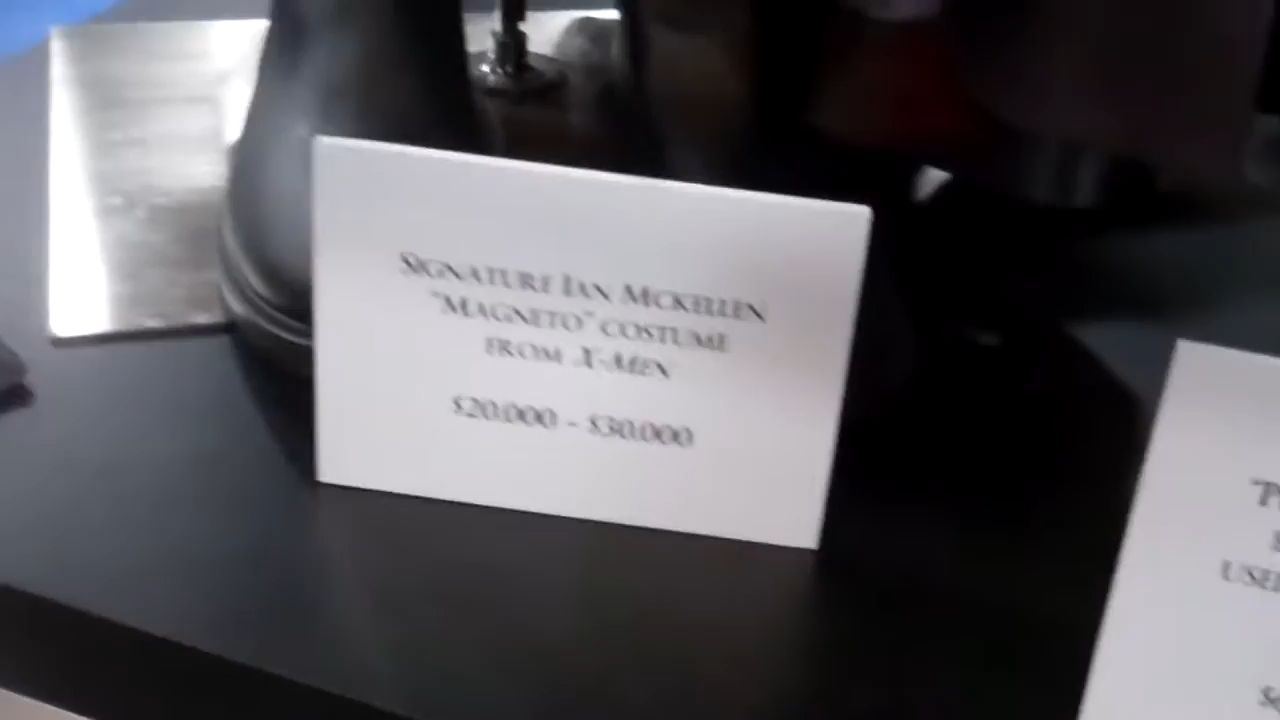 SIGNATURE IAN MCKELLEN
"MAGNETO" COSTUME
FROM X-MEN
$20,000 - $30,000